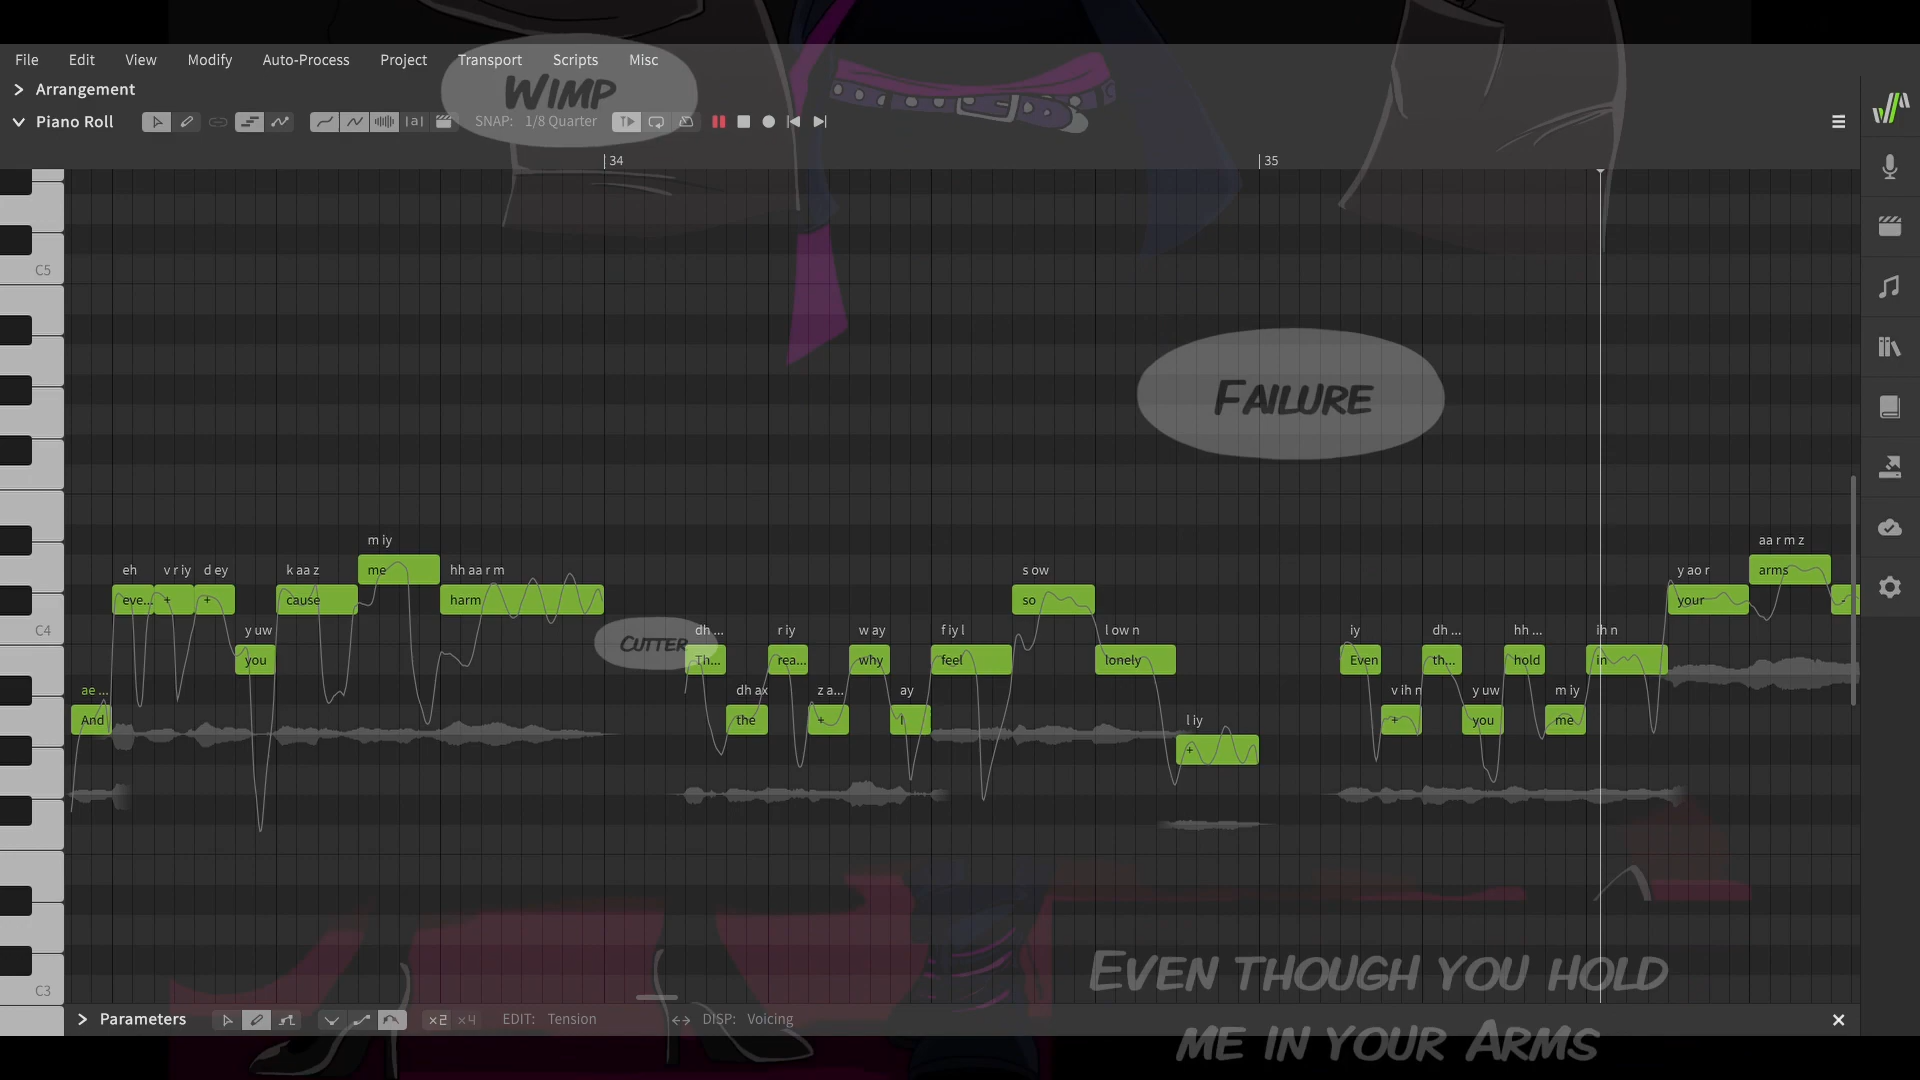 File Edit View Modify Auto-Process Project Transport Scripts Misc
WIMP
Arrangement
Piano Roll SNAP: 1/8 Quarter
34 35
C5
FAILURE
m iy aa r m z
eh v r iy d ey k aa z hh aa r m s ow y ao r
me arms
eve... + + cause harm so your -
C4
y uw dh ... r iy w ay f iy l l ow n iy dh ... hh ... ih n
CUTTER
you Th... rea... why feel lonely Even th... hold in
ae ... dh ax z a... ay v ih n y uw m iy
And the + I l iy + you me
+
C3
EVEN THOUGH YOU HOLD
ME IN YOUR ARMS
Parameters x2 x4 EDIT: Tension DISP: Voicing